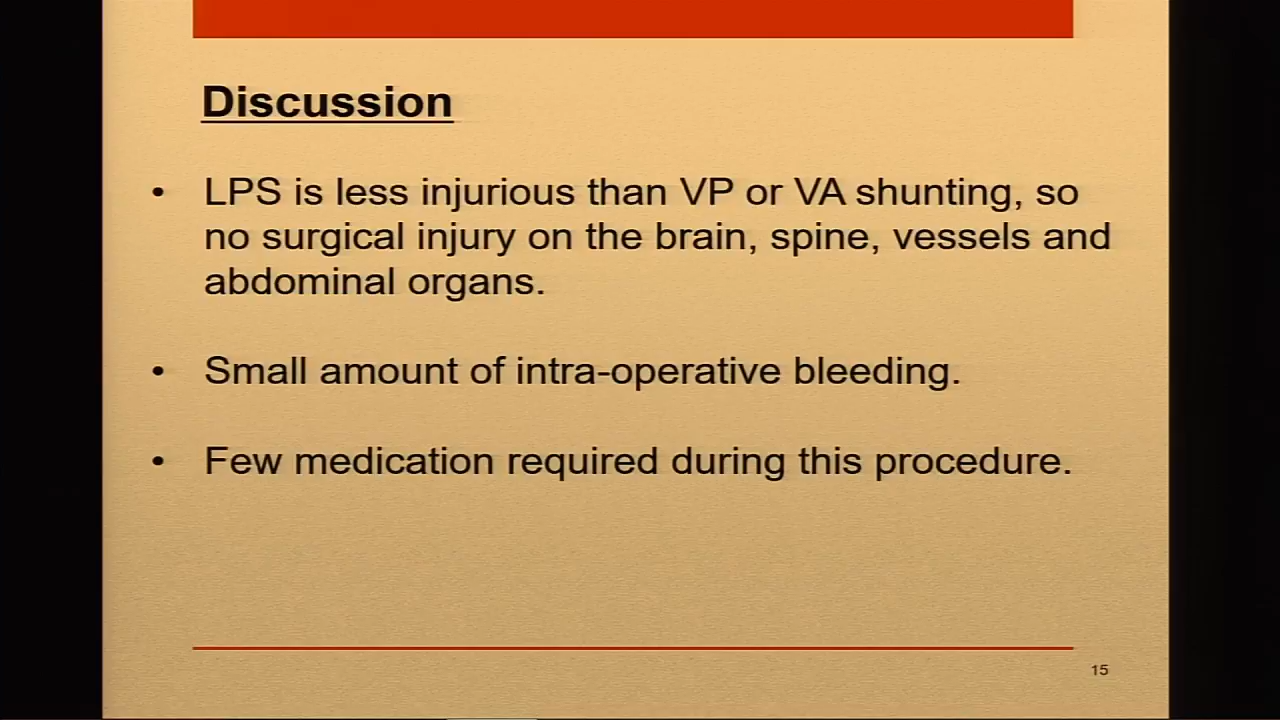 Discussion
• LPS is less injurious than VP or VA shunting, so
no surgical injury on the brain, spine, vessels and
abdominal organs.
• Small amount of intra-operative bleeding.
• Few medication required during this procedure.
15